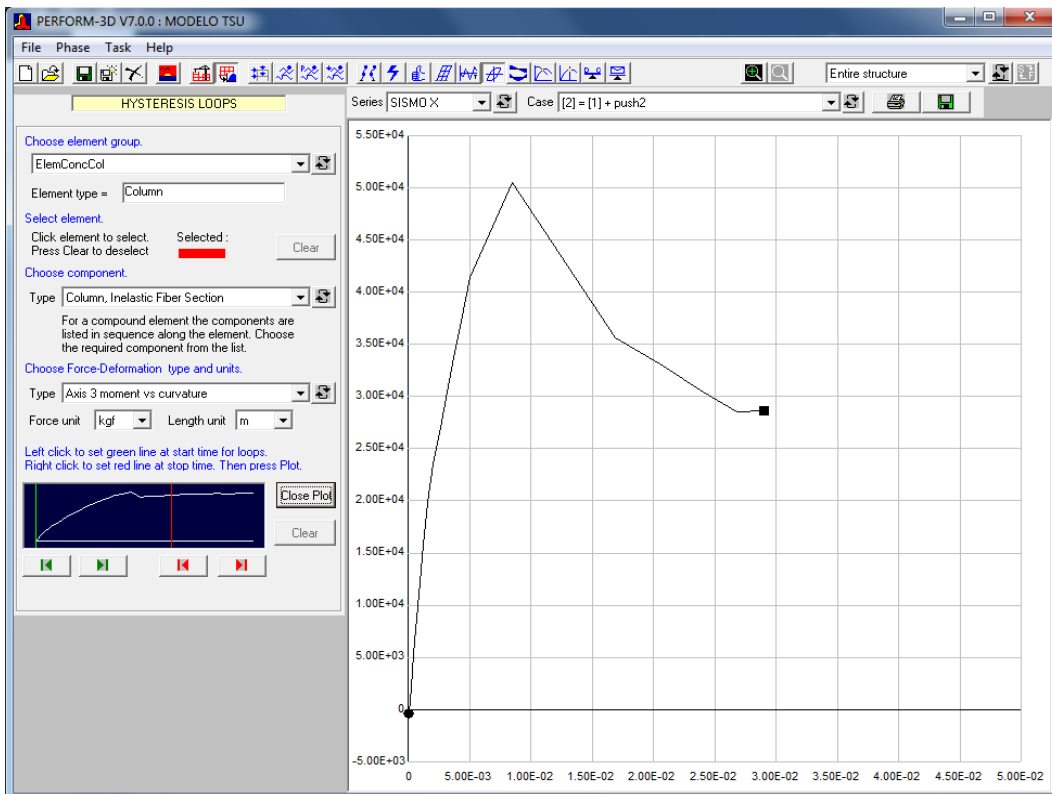 PERFORM-3D V7.0.0 : MODELO TSU
File Phase Task Help
Entire structure
HYSTERESIS LOOPS
Series SISMO X Case [2] = [1] + push2
Choose element group.
ElemConcCol
Element type = Column
Select element.
Click element to select. Selected :
Press Clear to deselect
Clear
Choose component.
Type Column, Inelastic Fiber Section
For a compound element the components are
listed in sequence along the element. Choose
the required component from the list.
Choose Force-Deformation type and units.
Type Axis 3 moment vs curvature
Force unit kgf Length unit m
Left click to set green line at start time for loops.
Right click to set red line at stop time. Then press Plot.
Close Plot
Clear
5.50E+04
5.00E+04
4.50E+04
4.00E+04
3.50E+04
3.00E+04
2.50E+04
2.00E+04
1.50E+04
1.00E+04
5.00E+03
0
-5.00E+03
0 5.00E-03 1.00E-02 1.50E-02 2.00E-02 2.50E-02 3.00E-02 3.50E-02 4.00E-02 4.50E-02 5.00E-02